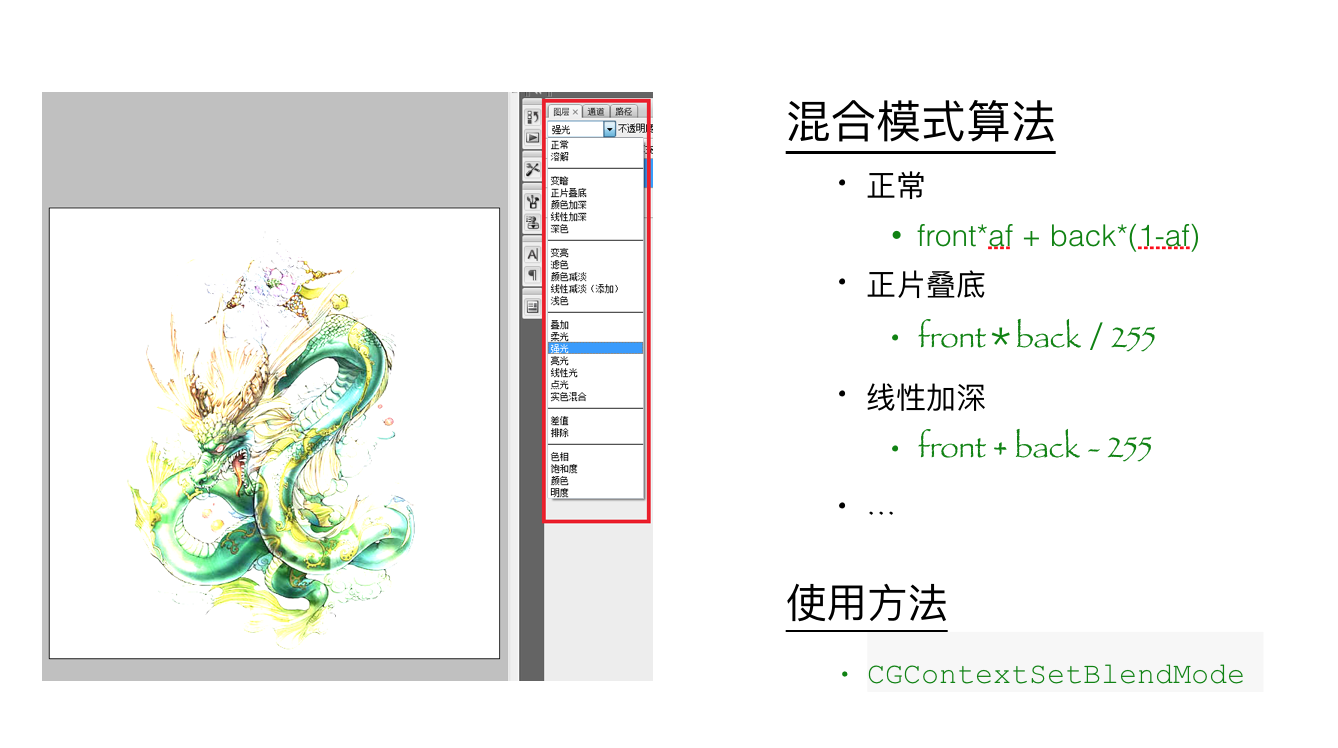 图层 × 通道 路径
强光 不透明度
正常
溶解
变暗
正片叠底
颜色加深
线性加深
深色
变亮
滤色
颜色减淡
线性减淡（添加）
浅色
叠加
柔光
强光
亮光
线性光
点光
实色混合
差值
排除
色相
饱和度
颜色
明度
混合模式算法
• 正常
• front*af + back*(1-af)
• 正片叠底
• front * back / 255
• 线性加深
• front + back - 255
• …
使用方法
• CGContextSetBlendMode